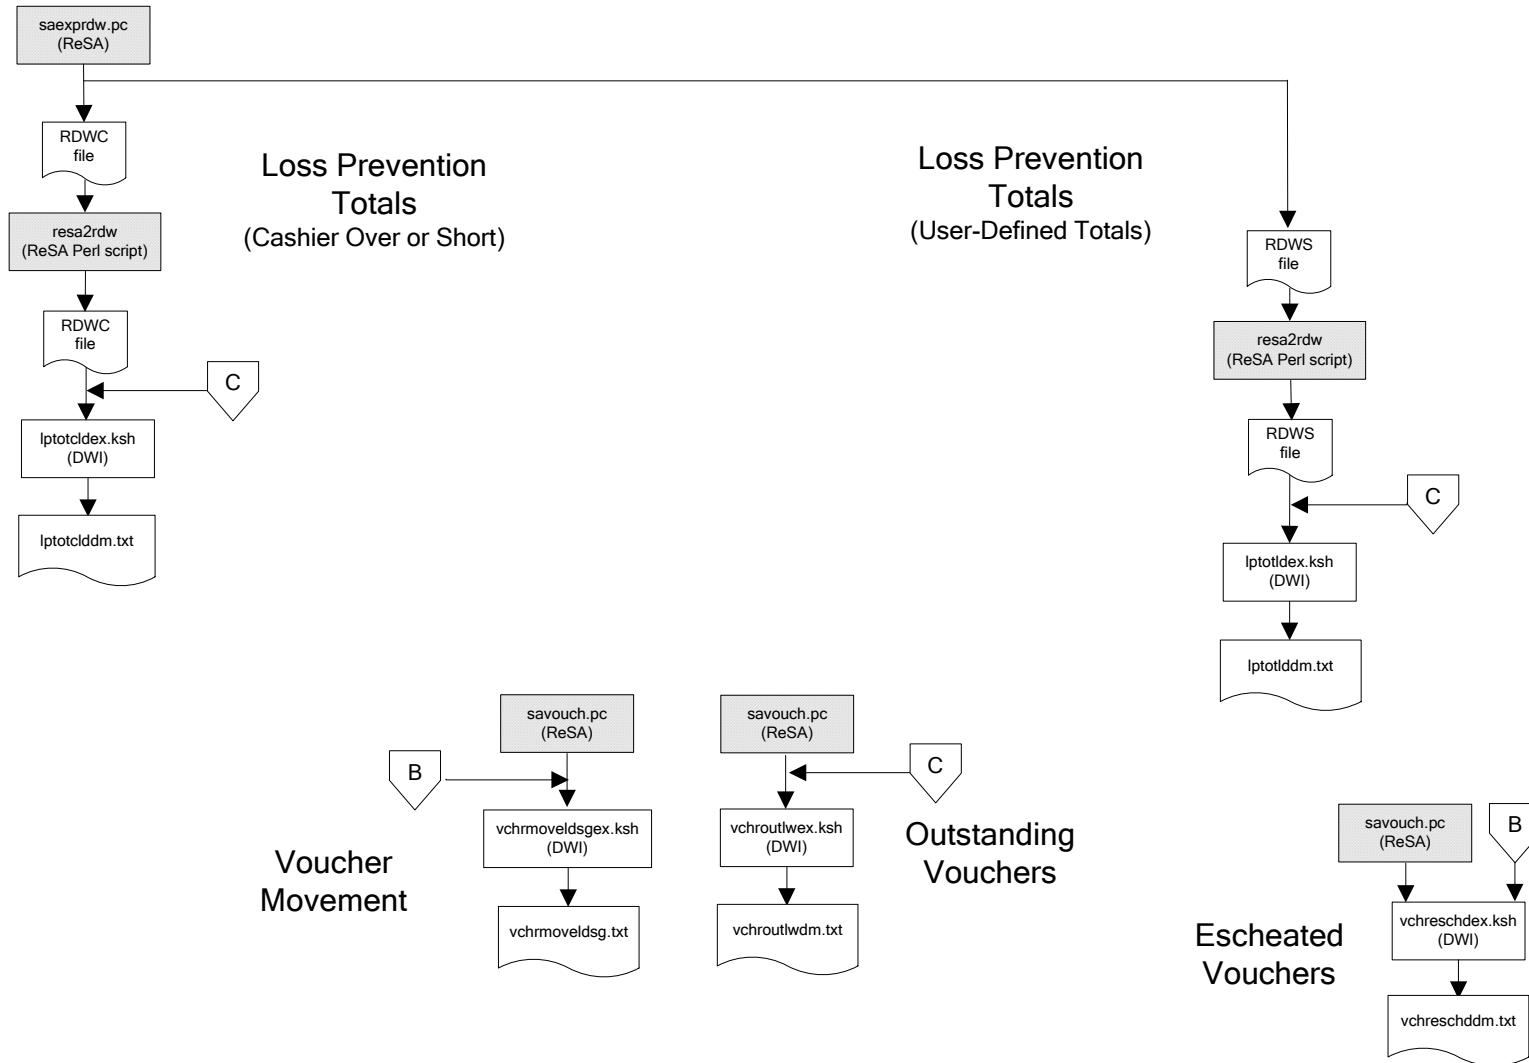 saexprdw.pc
(ReSA)
RDWC
file
resa2rdw
(ReSA Perl script)
RDWC
file
C
lptotcldex.ksh
(DWI)
lptotclddm.txt
Loss Prevention
Totals
(Cashier Over or Short)
Loss Prevention
Totals
(User-Defined Totals)
RDWS
file
resa2rdw
(ReSA Perl script)
RDWS
file
C
lptotldex.ksh
(DWI)
lptotlddm.txt
savouch.pc
(ReSA)
B
vchrmoveldsgex.ksh
(DWI)
vchrmoveldsg.txt
Voucher
Movement
savouch.pc
(ReSA)
C
vchroutlwex.ksh
(DWI)
vchroutlwdm.txt
Outstanding
Vouchers
savouch.pc
(ReSA)
B
vchreschdex.ksh
(DWI)
vchreschddm.txt
Escheated
Vouchers